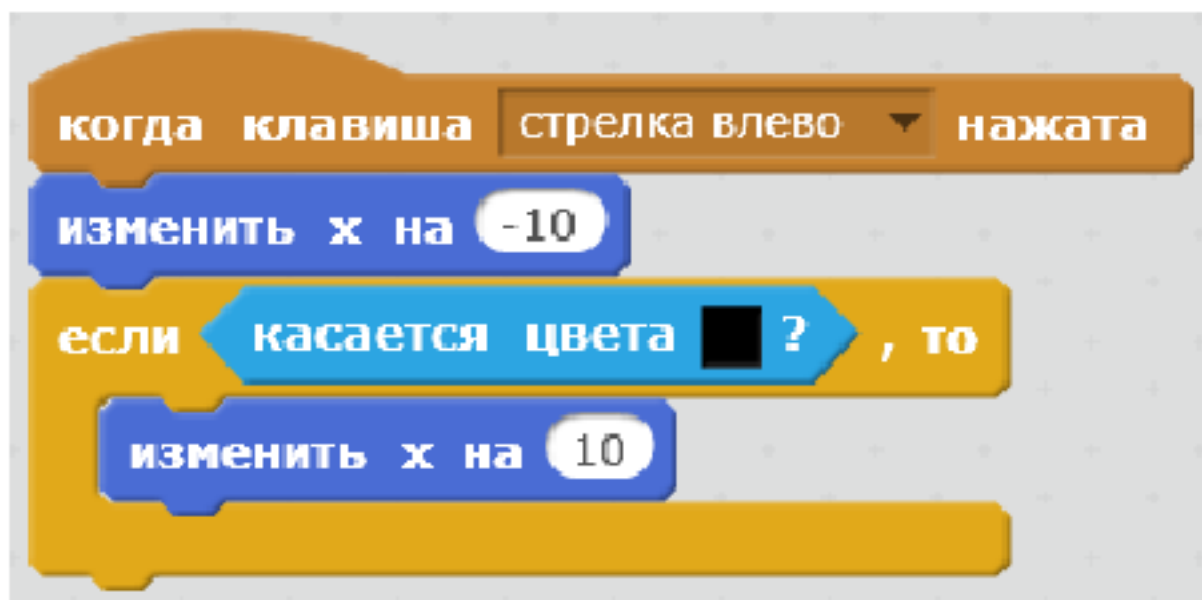 когда клавиша стрелка влево нажата
изменить x на -10
если касается цвета ? , то
изменить x на 10